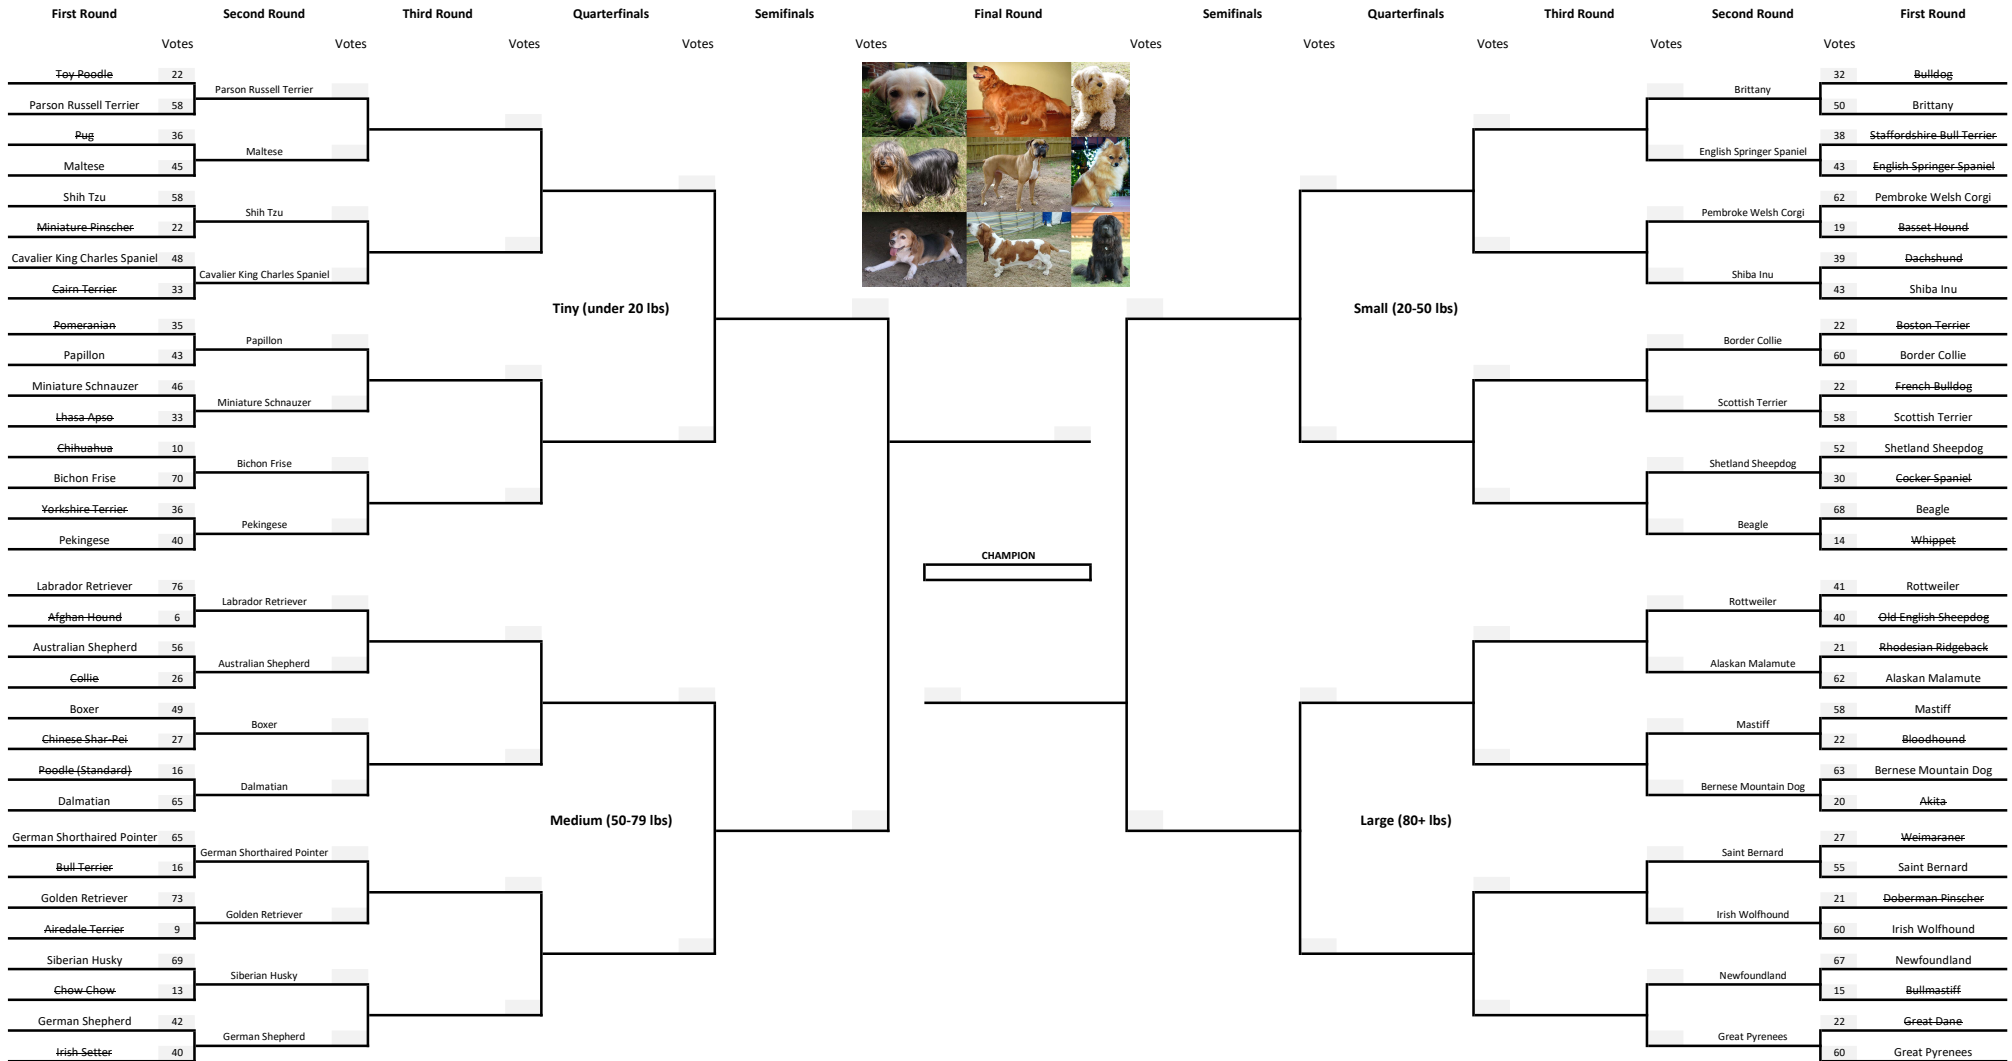 First Round Second Round Third Round Quarterfinals Semifinals Final Round Semifinals Quarterfinals Third Round Second Round First Round
Votes Votes Votes Votes Votes Votes Votes Votes Votes Votes
Toy Poodle 22
Parson Russell Terrier
Parson Russell Terrier 58
Pug 36
Maltese
Maltese 45
Shih Tzu 58
Shih Tzu
Miniature Pinscher 22
Cavalier King Charles Spaniel 48
Cavalier King Charles Spaniel
Cairn Terrier 33
Tiny (under 20 lbs)
Pomeranian 35
Papillon
Papillon 43
Miniature Schnauzer 46
Miniature Schnauzer
Lhasa Apso 33
Chihuahua 10
Bichon Frise
Bichon Frise 70
Yorkshire Terrier 36
Pekingese
Pekingese 40
Labrador Retriever 76
Labrador Retriever
Afghan Hound 6
Australian Shepherd 56
Australian Shepherd
Collie 26
Boxer 49
Boxer
Chinese Shar-Pei 27
Poodle (Standard) 16
Dalmatian
Dalmatian 65
Medium (50-79 lbs)
German Shorthaired Pointer 65
German Shorthaired Pointer
Bull Terrier 16
Golden Retriever 73
Golden Retriever
Airedale Terrier 9
Siberian Husky 69
Siberian Husky
Chow Chow 13
German Shepherd 42
German Shepherd
Irish Setter 40
CHAMPION
32 Bulldog
Brittany
50 Brittany
38 Staffordshire Bull Terrier
English Springer Spaniel
43 English Springer Spaniel
62 Pembroke Welsh Corgi
Pembroke Welsh Corgi
19 Basset Hound
39 Dachshund
Shiba Inu
43 Shiba Inu
Small (20-50 lbs)
22 Boston Terrier
Border Collie
60 Border Collie
22 French Bulldog
Scottish Terrier
58 Scottish Terrier
52 Shetland Sheepdog
Shetland Sheepdog
30 Cocker Spaniel
68 Beagle
Beagle
14 Whippet
41 Rottweiler
Rottweiler
40 Old English Sheepdog
21 Rhodesian Ridgeback
Alaskan Malamute
62 Alaskan Malamute
58 Mastiff
Mastiff
22 Bloodhound
63 Bernese Mountain Dog
Bernese Mountain Dog
20 Akita
Large (80+ lbs)
27 Weimaraner
Saint Bernard
55 Saint Bernard
21 Doberman Pinscher
Irish Wolfhound
60 Irish Wolfhound
67 Newfoundland
Newfoundland
15 Bullmastiff
22 Great Dane
Great Pyrenees
60 Great Pyrenees